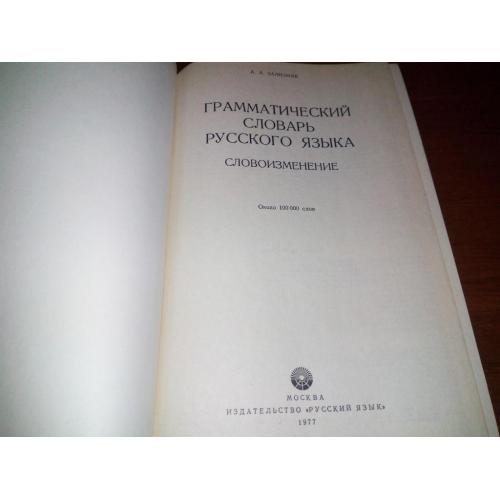 А. А. ЗАЛИЗНЯК
ГРАММАТИЧЕСКИЙ
СЛОВАРЬ
РУССКОГО ЯЗЫКА
СЛОВОИЗМЕНЕНИЕ
Около 100 000 слов
МОСКВА
ИЗДАТЕЛЬСТВО «РУССКИЙ ЯЗЫК»
1977